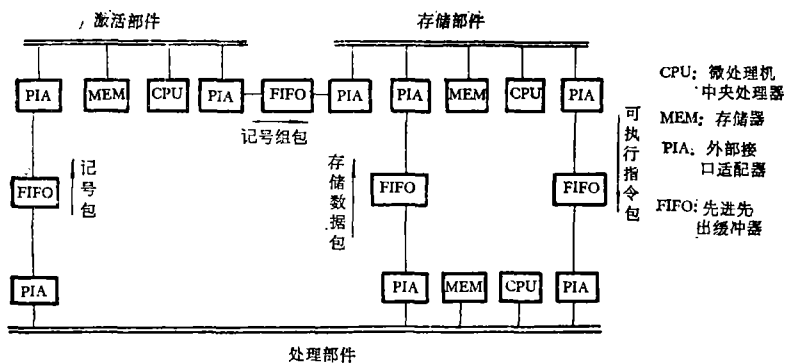 激活部件
存储部件
PIA
MEM
CPU
PIA
FIFO
PIA
PIA
MEM
CPU
PIA
记号组包
FIFO
记号包
存储数据包
FIFO
可执行指令包
FIFO
PIA
PIA
MEM
CPU
PIA
处理部件
CPU：微处理机
中央处理器
MEM：存储器
PIA：外部接
口适配器
FIFO：先进先
出缓冲器